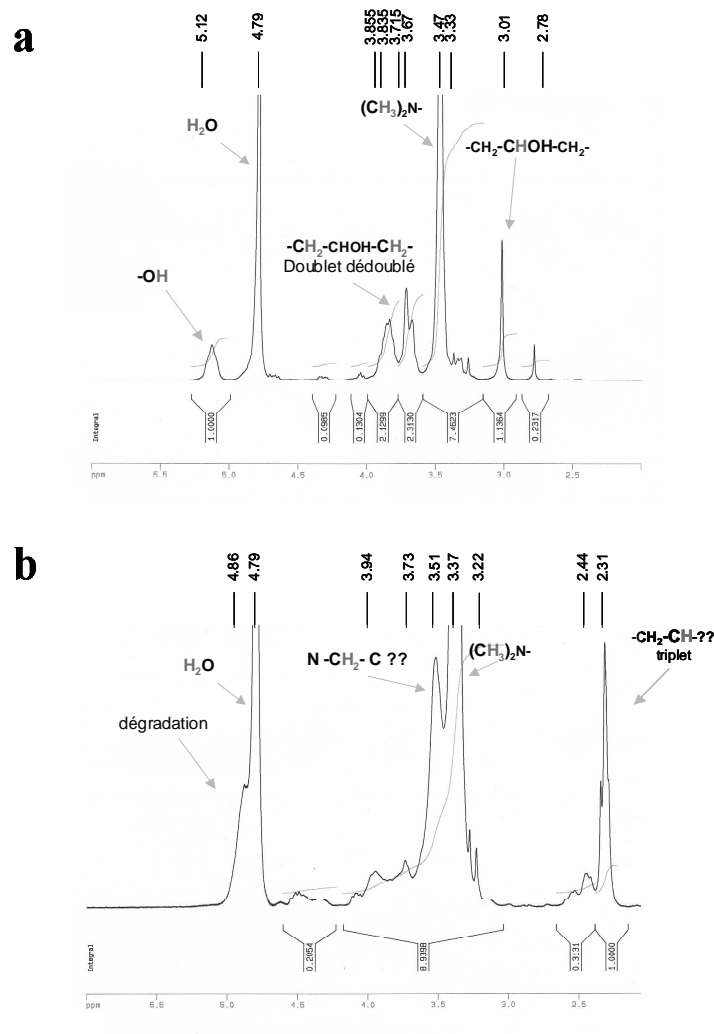 a
5.12
4.79
3.855
3.835
3.715
3.67
3.47
3.33
3.01
2.78
H₂O
(CH₃)₂N-
-CH₂-CHOH-CH₂-
-CH₂-CHOH-CH₂-
Doublet dédoublé
-OH
Integral
1.0000
0.0985
0.1304
2.1299
2.3130
7.4623
1.1364
0.2317
ppm
5.5
5.0
4.5
4.0
3.5
3.0
2.5
b
4.86
4.79
3.94
3.73
3.51
3.37
3.22
2.44
2.31
-CH₂-CH-??
triplet
H₂O
N -CH₂- C ??
(CH₃)₂N-
dégradation
Integral
0.2054
8.9398
0.3131
1.0000
ppm
5.0
4.5
4.0
3.5
3.0
2.5